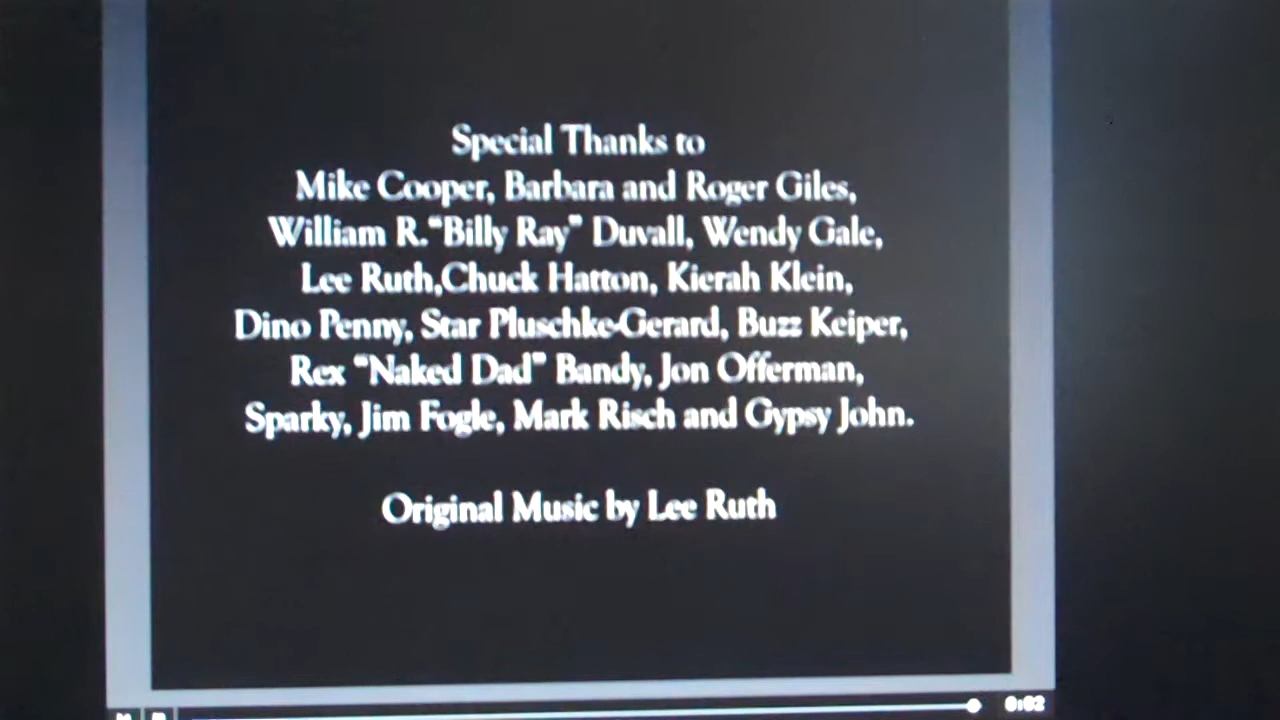 Special Thanks to
Mike Cooper, Barbara and Roger Giles,
William R."Billy Ray" Duvall, Wendy Gale,
Lee Ruth,Chuck Hatton, Kierah Klein,
Dino Penny, Star Pluschke-Gerard, Buzz Keiper,
Rex "Naked Dad" Bandy, Jon Offerman,
Sparky, Jim Fogle, Mark Risch and Gypsy John.
Original Music by Lee Ruth
0:02